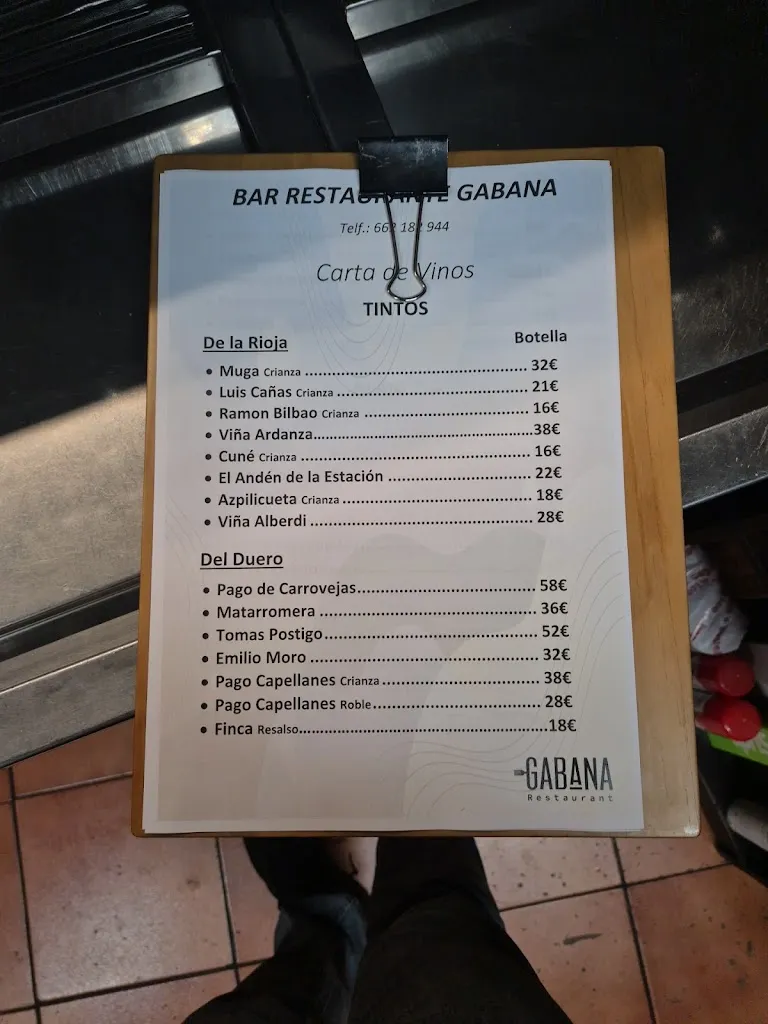 BAR RESTAURANTE GABANA
Telf.: 662 182 944
Carta de Vinos
TINTOS
De la Rioja Botella
• Muga Crianza ........................................................ 32€
• Luis Cañas Crianza ................................................ 21€
• Ramon Bilbao Crianza ......................................... 16€
• Viña Ardanza........................................................38€
• Cuné Crianza ........................................................ 16€
• El Andén de la Estación ................................... 22€
• Azpilicueta Crianza ............................................... 18€
• Viña Alberdi ....................................................... 28€
Del Duero
• Pago de Carrovejas............................................ 58€
• Matarromera ...................................................... 36€
• Tomas Postigo.................................................... 52€
• Emilio Moro ........................................................ 32€
• Pago Capellanes Crianza ...................................... 38€
• Pago Capellanes Roble......................................... 28€
• Finca Resalso...........................................................18€
GABANA
Restaurant